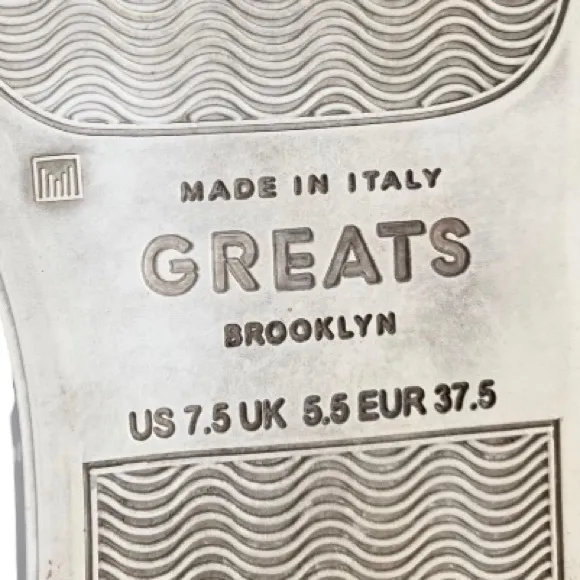 MADE IN ITALY
GREATS
BROOKLYN
US 7.5 UK 5.5 EUR 37.5